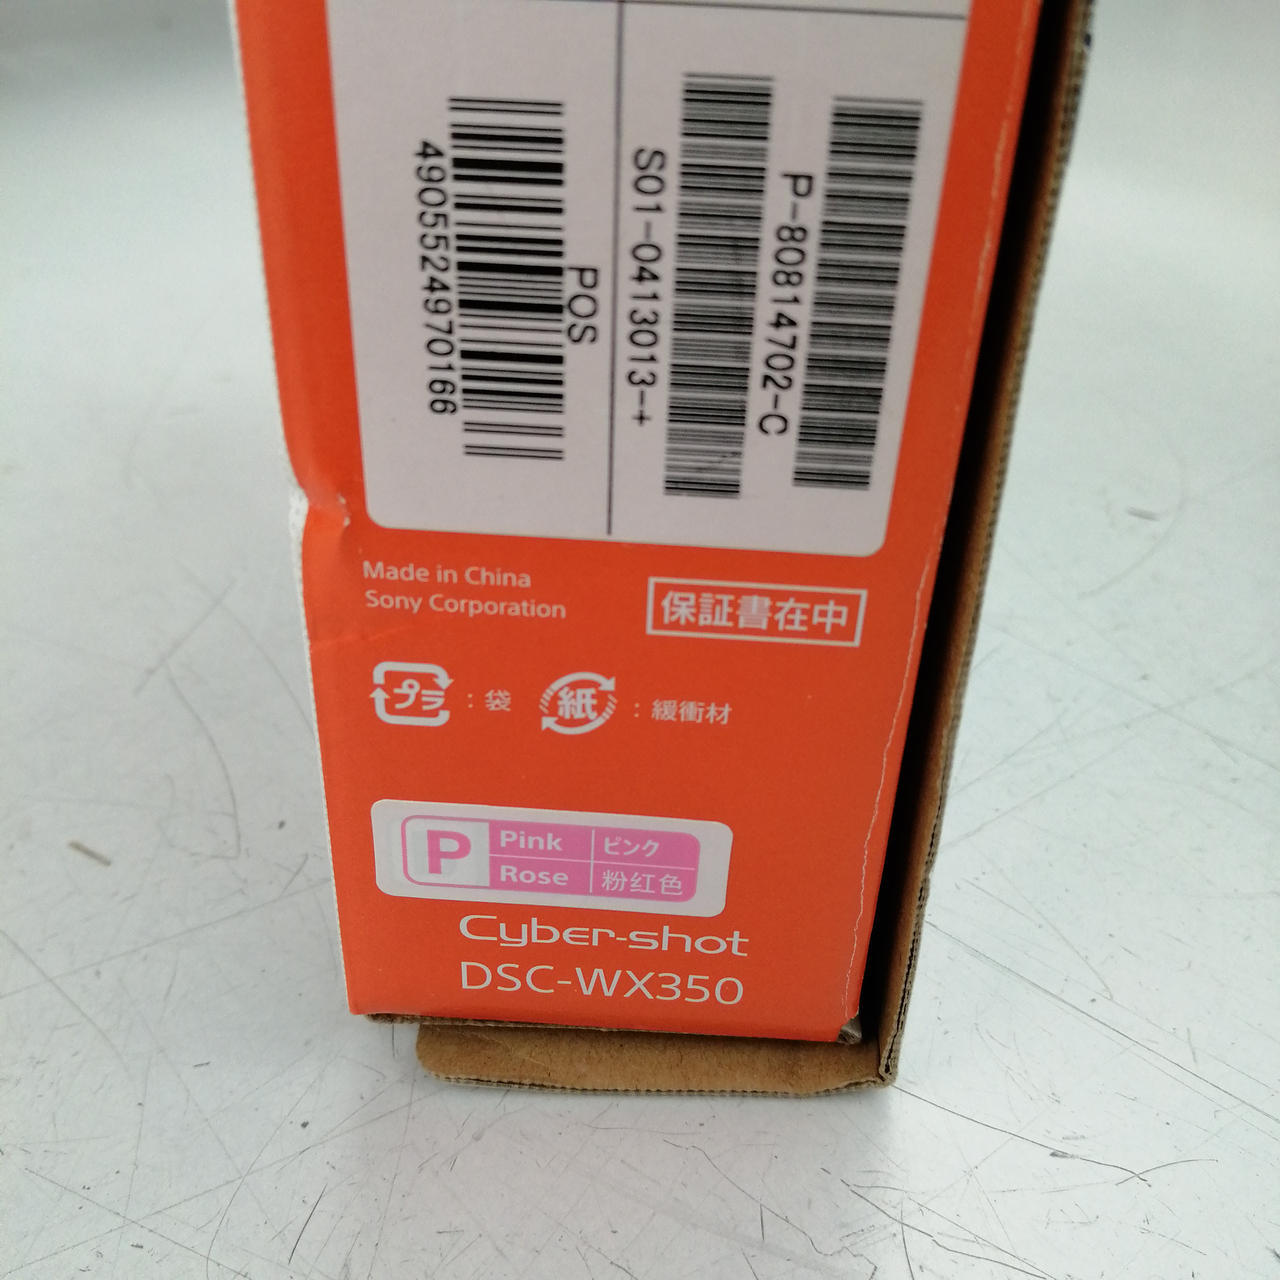 P-80814702-C
S01-0413013-+
POS
4905524970166
Made in China
Sony Corporation
保証書在中
プラ : 袋
紙 : 緩衝材
P
Pink ピンク
Rose 粉红色
Cyber-shot
DSC-WX350